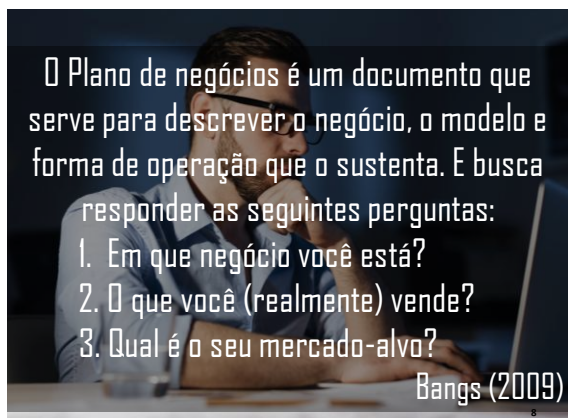 O Plano de negócios é um documento que
serve para descrever o negócio, o modelo e
forma de operação que o sustenta. E busca
responder as seguintes perguntas:
1. Em que negócio você está?
2. O que você (realmente) vende?
3. Qual é o seu mercado-alvo?
Bangs (2009)
8